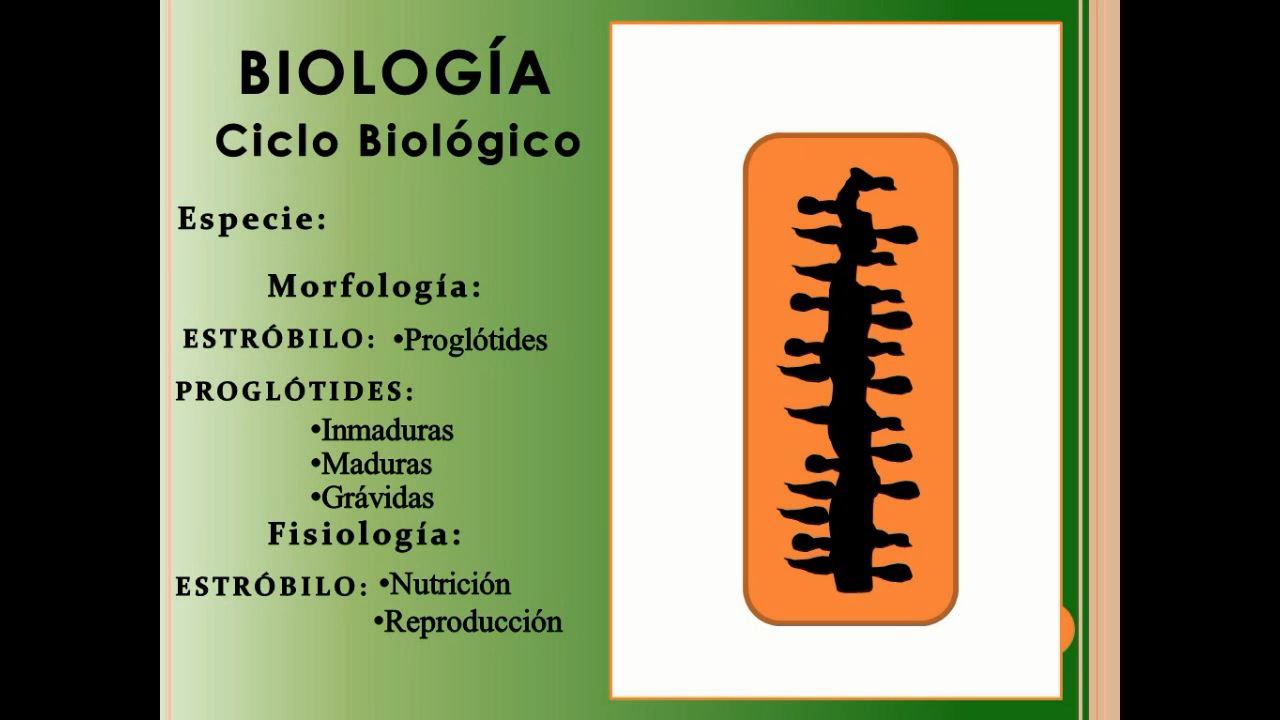 BIOLOGÍA
Ciclo Biológico
Especie:
Morfología:
ESTRÓBILO: •Proglótides
PROGLÓTIDES:
•Inmaduras
•Maduras
•Grávidas
Fisiología:
ESTRÓBILO: •Nutrición
•Reproducción